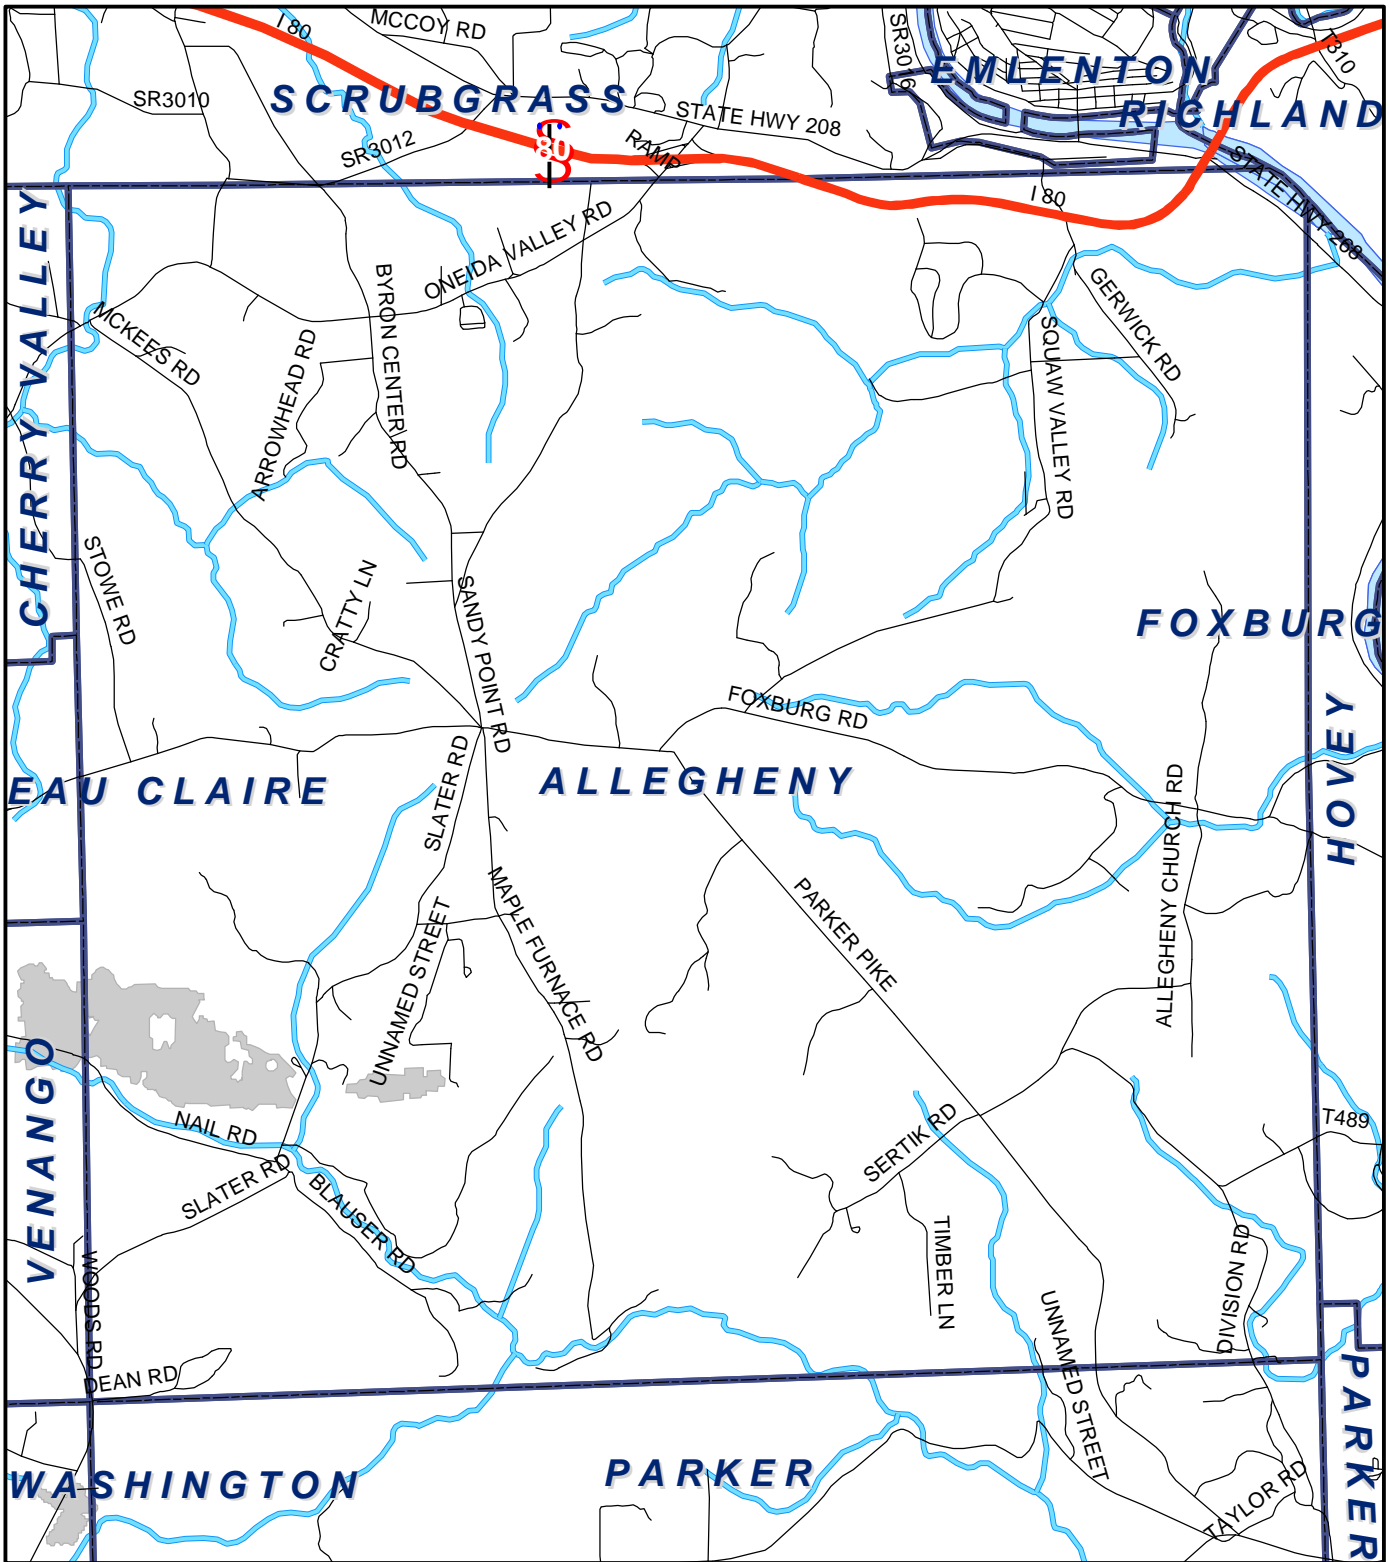 I 80
MCCOY RD
SR3016
T310
EMLENTON
SR3010
SCRUBGRASS
STATE HWY 208
RICHLAND
SR3012
80
RAMP
STATE HWY 268
I 80
CHERRY VALLEY
ONEIDA VALLEY RD
BYRON CENTER RD
GERWICK RD
MCKEES RD
ARROWHEAD RD
SQUAW VALLEY RD
STOWE RD
CRATTY LN
SANDY POINT RD
FOXBURG
FOXBURG RD
HOVEY
SLATER RD
EAU CLAIRE
ALLEGHENY
ALLEGHENY CHURCH RD
MAPLE FURNACE RD
PARKER PIKE
UNNAMED STREET
VENANGO
NAIL RD
SERTIK RD
T489
SLATER RD
BLAUSER RD
TIMBER LN
DIVISION RD
WOODS RD
UNNAMED STREET
DEAN RD
PARKER
WASHINGTON
PARKER
TAYLOR RD